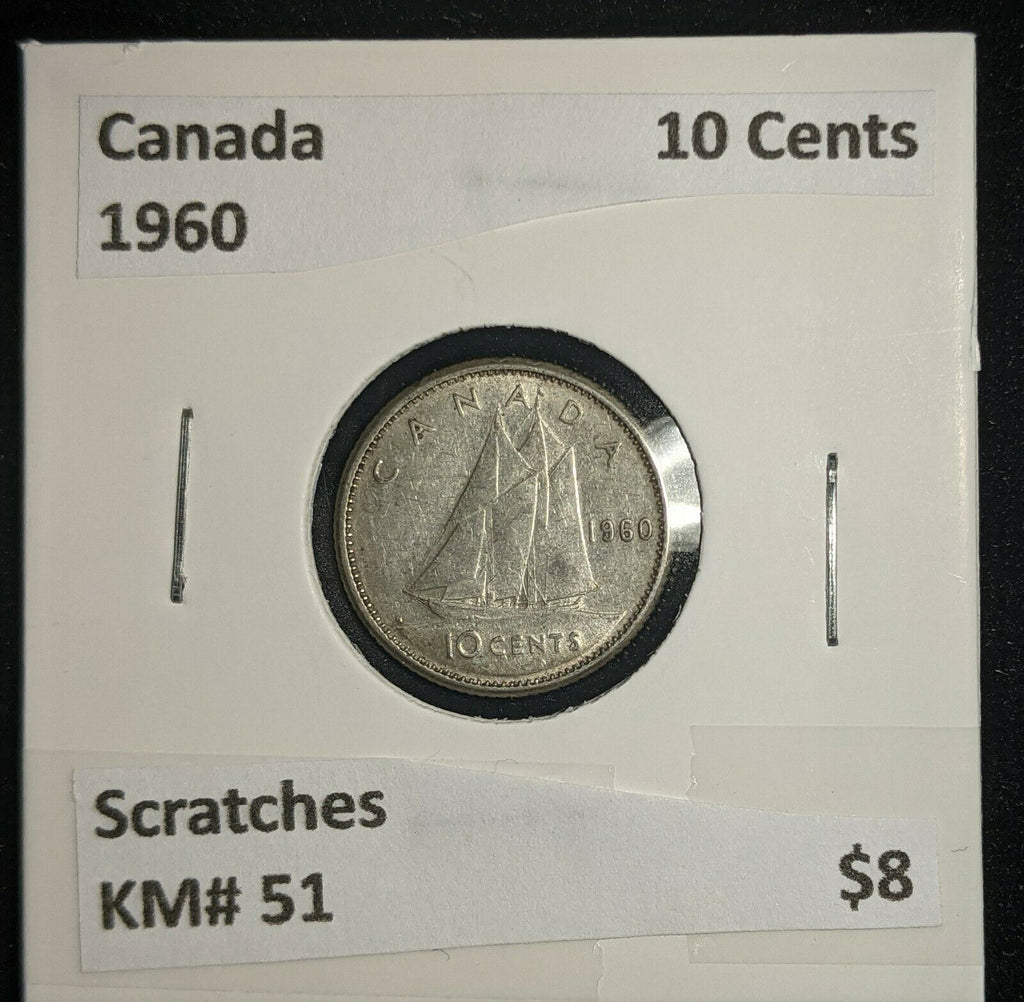 Canada 10 Cents
1960
CANADA
1960
10 CENTS
Scratches
KM# 51 $8